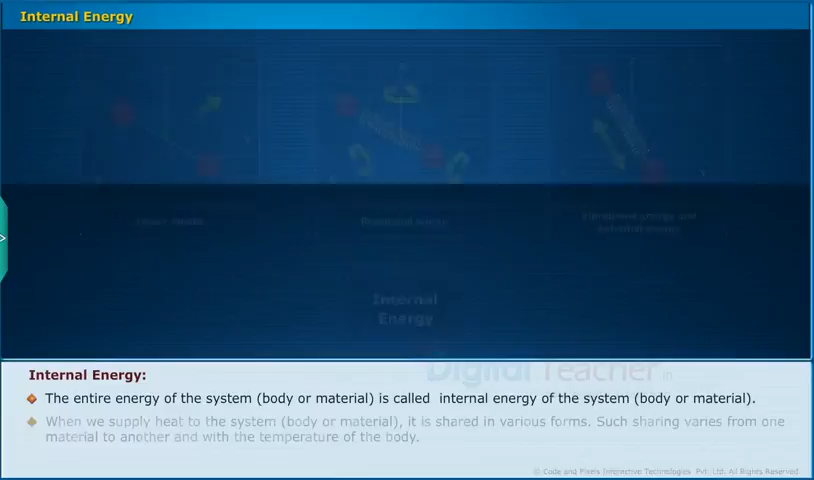 Internal Energy
Linear Kinetic
Rotational Energy
Vibrational Energy and
potential energy
Internal
Energy
Digital Teacher.in
Internal Energy:
The entire energy of the system (body or material) is called internal energy of the system (body or material).
When we supply heat to the system (body or material), it is shared in various forms. Such sharing varies from one
material to another and with the temperature of the body.
© Code and Pixels Interactive Technologies Pvt. Ltd. All Rights Reserved